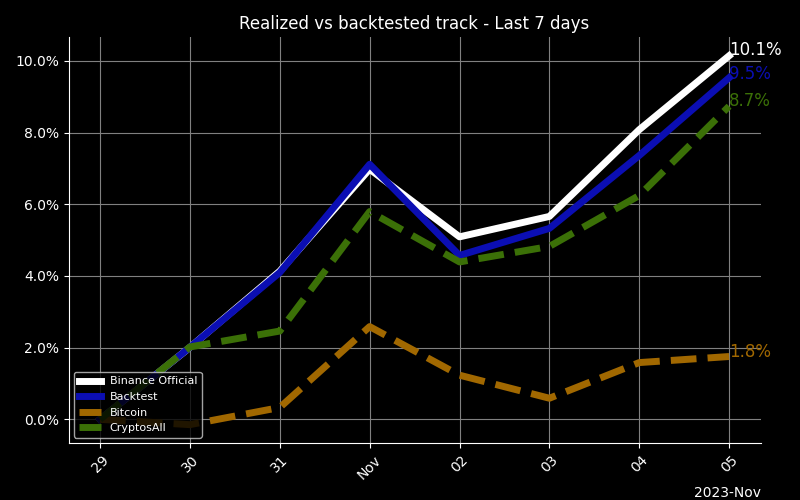 Realized vs backtested track - Last 7 days
10.0%
8.0%
6.0%
4.0%
2.0%
0.0%
10.1%
9.5%
8.7%
1.8%
Binance Official
Backtest
Bitcoin
CryptosAll
29
30
31
Nov
02
03
04
05
2023-Nov